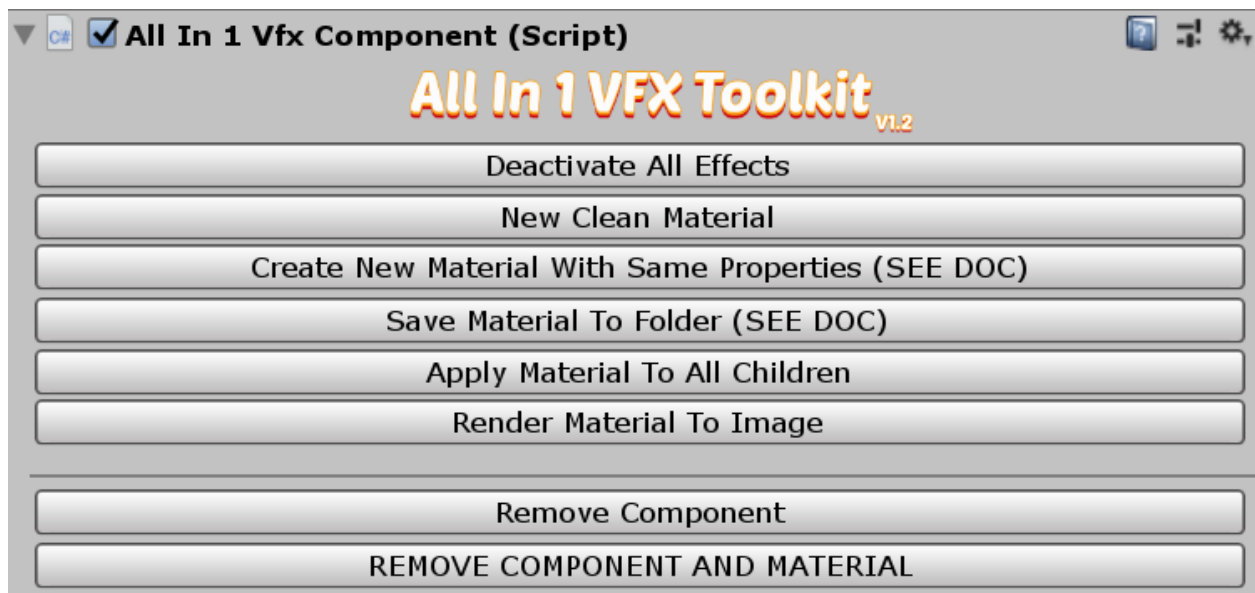 All In 1 Vfx Component (Script)
All In 1 VFX Toolkit V1.2
Deactivate All Effects
New Clean Material
Create New Material With Same Properties (SEE DOC)
Save Material To Folder (SEE DOC)
Apply Material To All Children
Render Material To Image
Remove Component
REMOVE COMPONENT AND MATERIAL